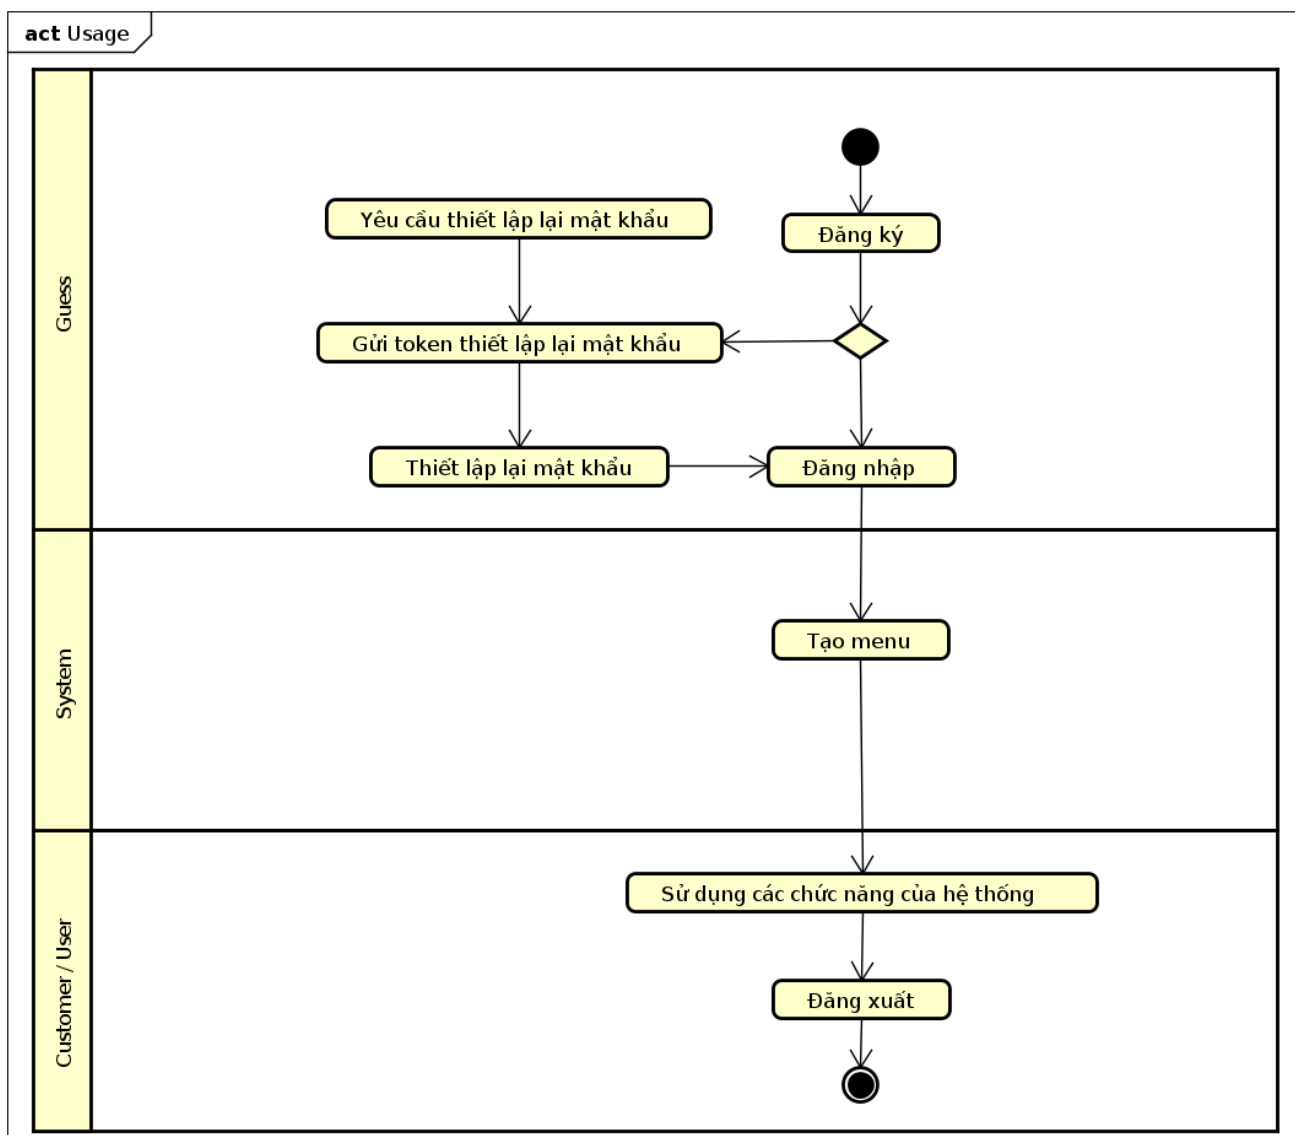 act Usage
Guess
Yêu cầu thiết lập lại mật khẩu
Đăng ký
Gửi token thiết lập lại mật khẩu
Thiết lập lại mật khẩu
Đăng nhập
System
Tạo menu
Customer / User
Sử dụng các chức năng của hệ thống
Đăng xuất